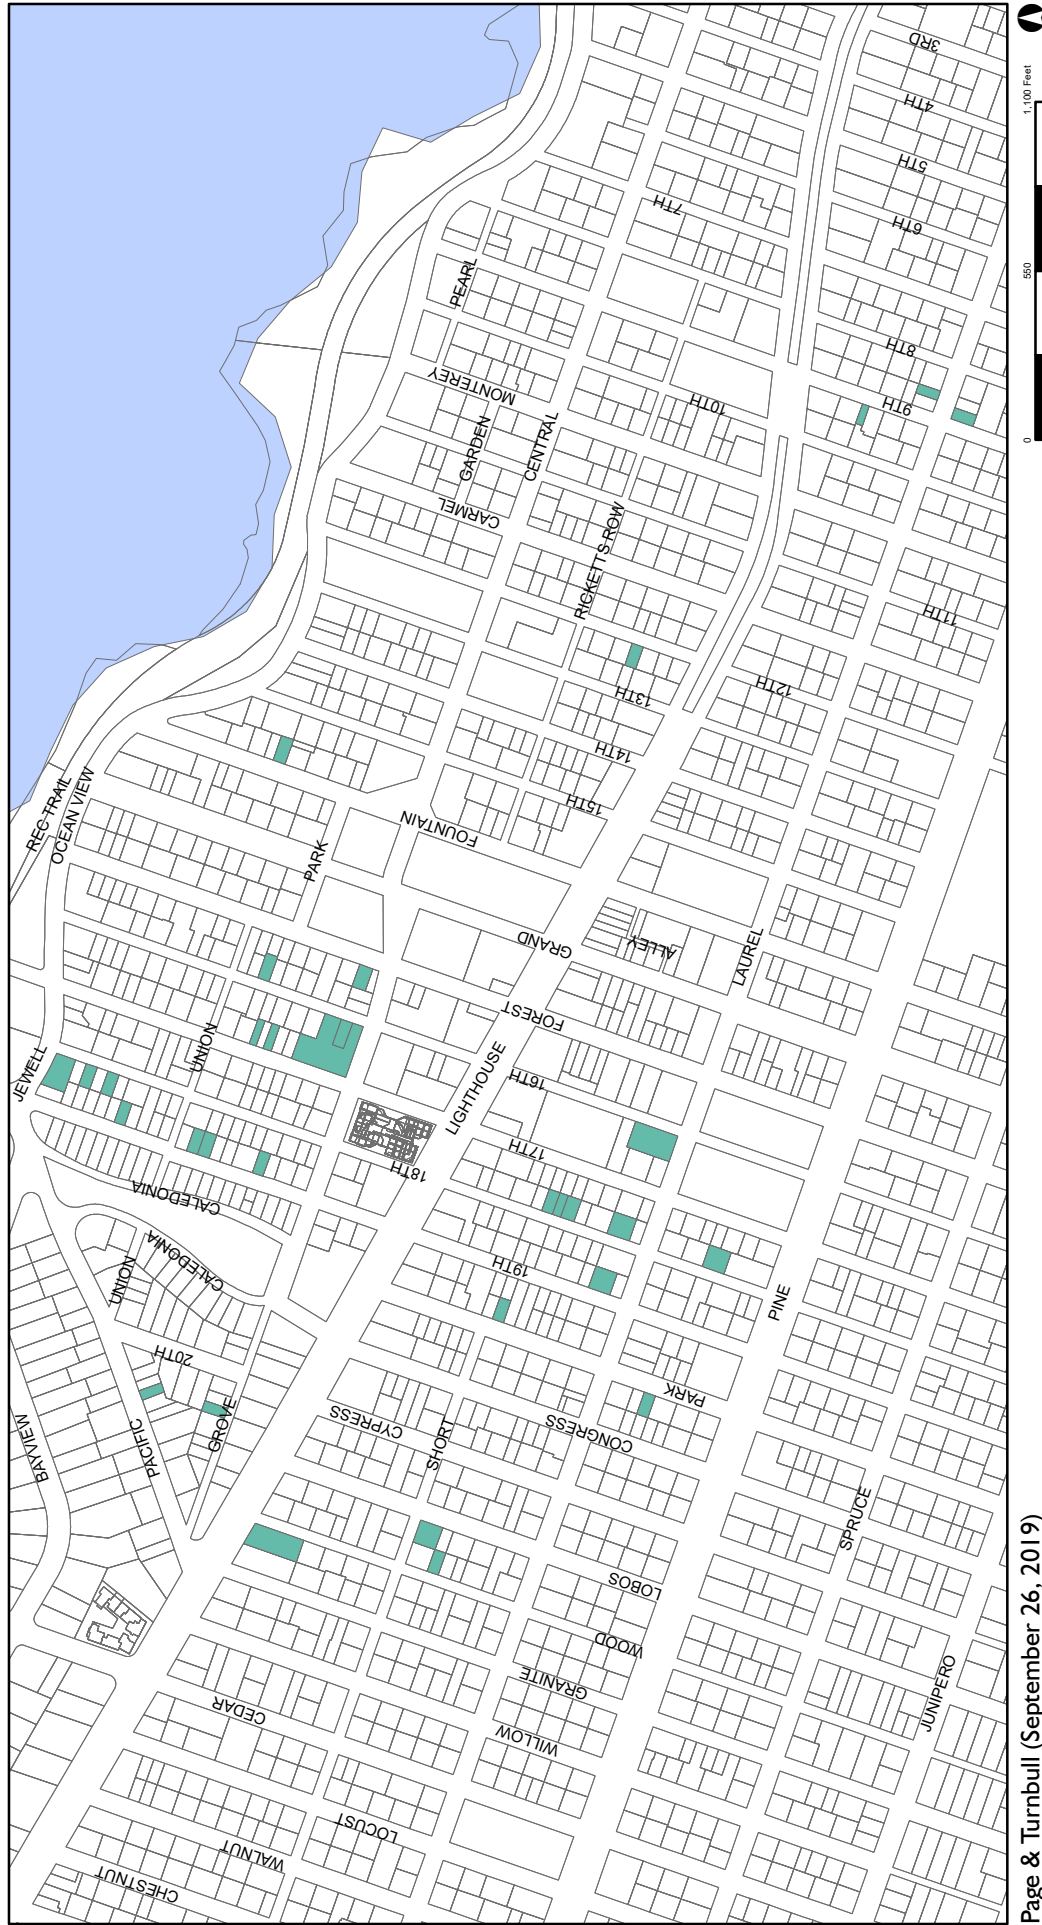 3RD
4TH
5TH
6TH
7TH
8TH
9TH
10TH
11TH
12TH
13TH
14TH
15TH
PEARL
MONTEREY
GARDEN
CENTRAL
CARMEL
RICKETTS ROW
REC TRAIL
OCEAN VIEW
PARK
FOUNTAIN
GRAND
ALLEY
LAUREL
FOREST
LIGHTHOUSE
16TH
17TH
18TH
19TH
JEWELL
UNION
CALEDONIA
CALEDONIA
UNION
20TH
GROVE
PACIFIC
BAYVIEW
PINE
PARK
CONGRESS
CYPRESS
SHORT
SPRUCE
LOBOS
WOOD
GRANITE
WILLOW
CEDAR
LOCUST
WALNUT
CHESTNUT
JUNIPERO
0 550 1,100 Feet
Page & Turnbull (September 26, 2019)